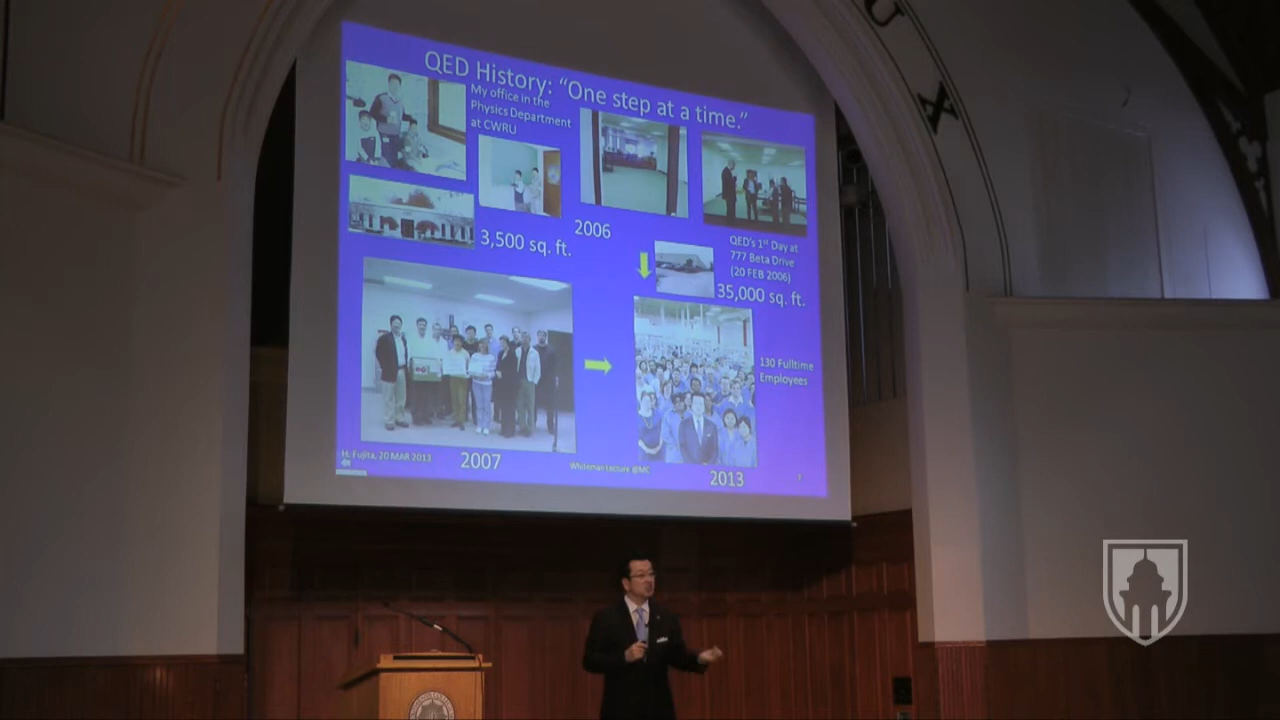 QED History: “One step at a time.”
My office in the
Physics Department
at CWRU
2006
3,500 sq. ft.
QED's 1st Day at
777 Beta Drive
(20 FEB 2006)
35,000 sq. ft.
130 Fulltime
Employees
H. Fujita, 20 MAR 2013
2007
Whiteman Lecture @MC
2013
7